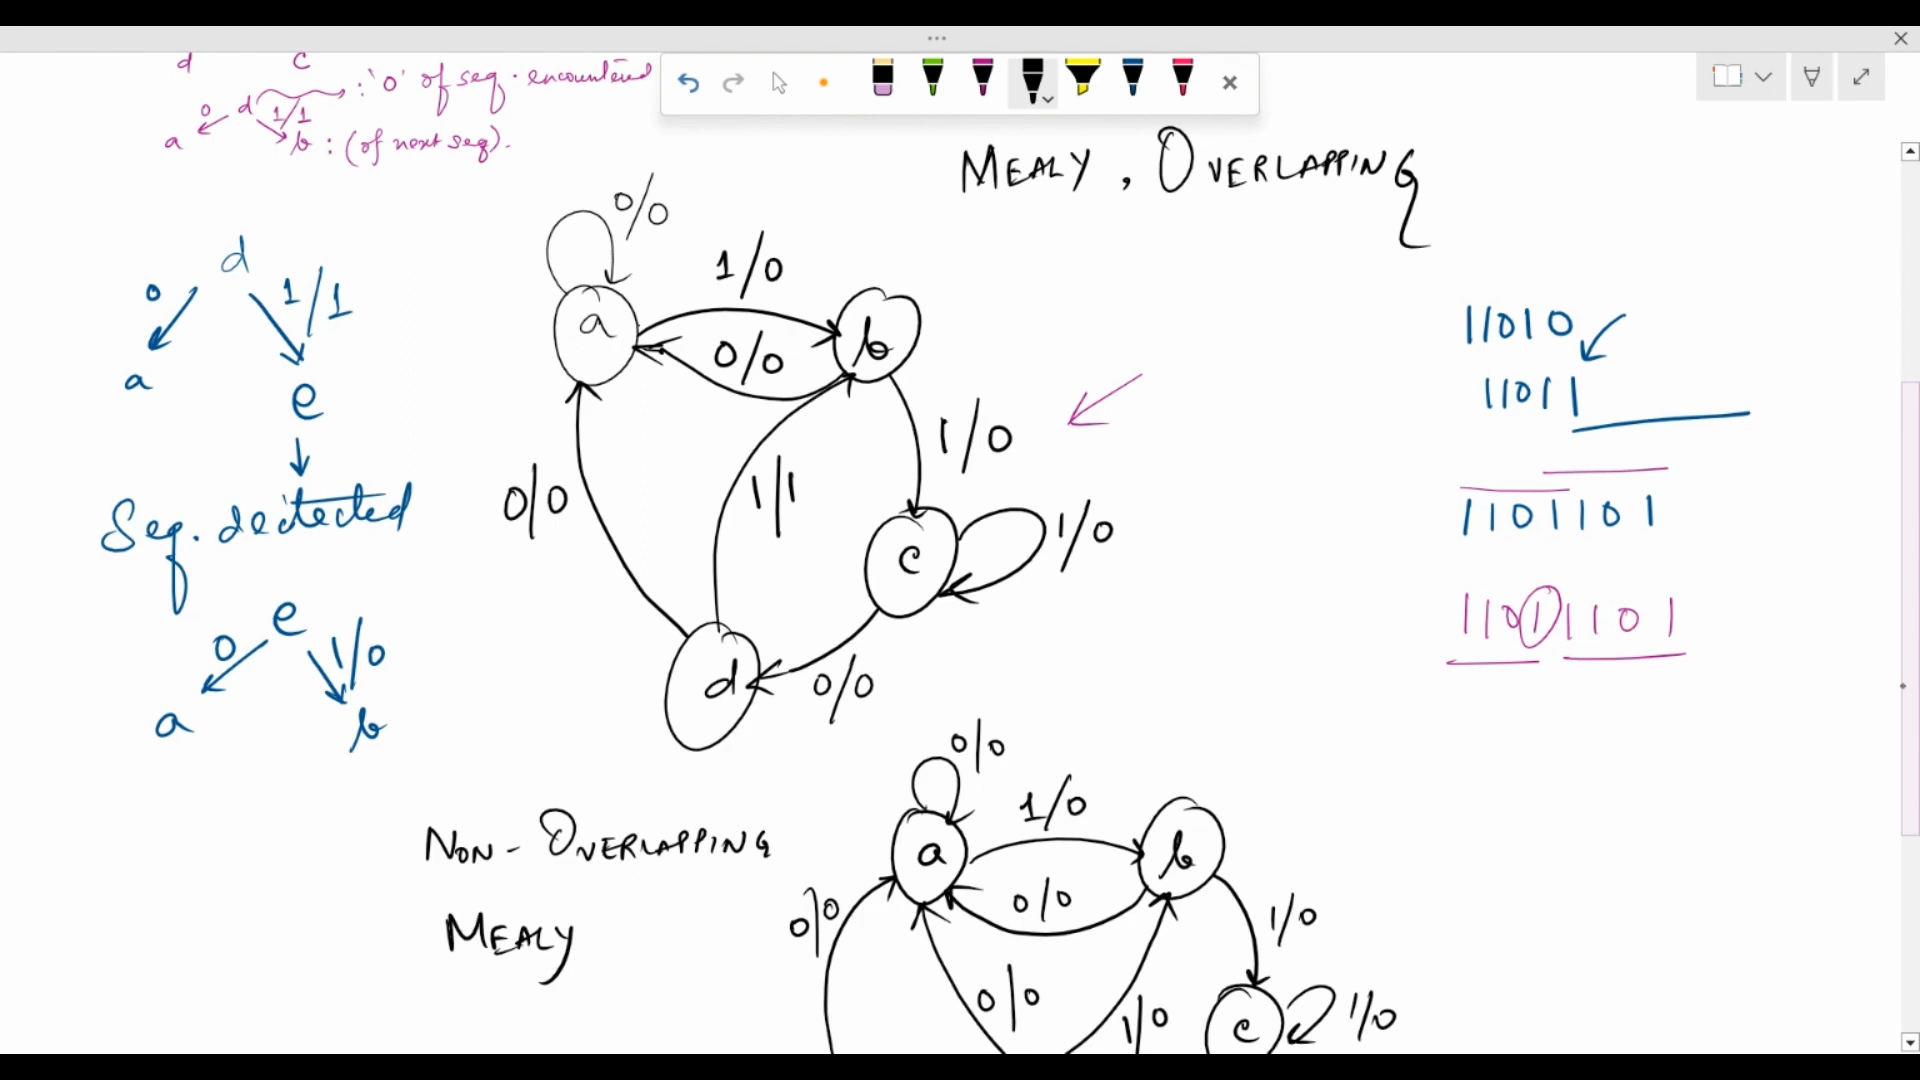 d c
: '0' of seq. encountered
0 d 1/1
a b : (of next seq).
MEALY, OVERLAPPING
0/0
1/0
d
0 1/1
a b
0/0
11010
a
11011
e
1/0
0/0 1/1
Seq. detected
1101101
c 1/0
e
11011101
0 1/0
d 0/0
a b
0/0
1/0
NON-OVERLAPPING
a b
0/0 0/0 1/0
MEALY
0/0 1/0 c 1/0